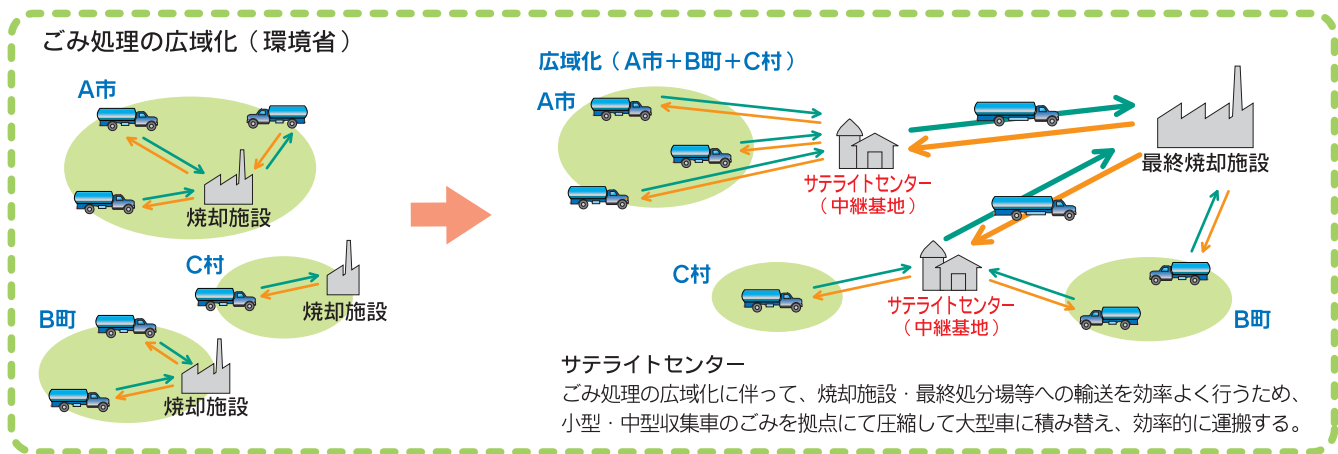 ごみ処理の広域化（環境省）
A市
焼却施設
C村
焼却施設
B町
焼却施設
広域化（A市＋B町＋C村）
A市
サテライトセンター
（中継基地）
最終焼却施設
C村
サテライトセンター
（中継基地）
B町
サテライトセンター
ごみ処理の広域化に伴って、焼却施設・最終処分場等への輸送を効率よく行うため、
小型・中型収集車のごみを拠点にて圧縮して大型車に積み替え、効率的に運搬する。